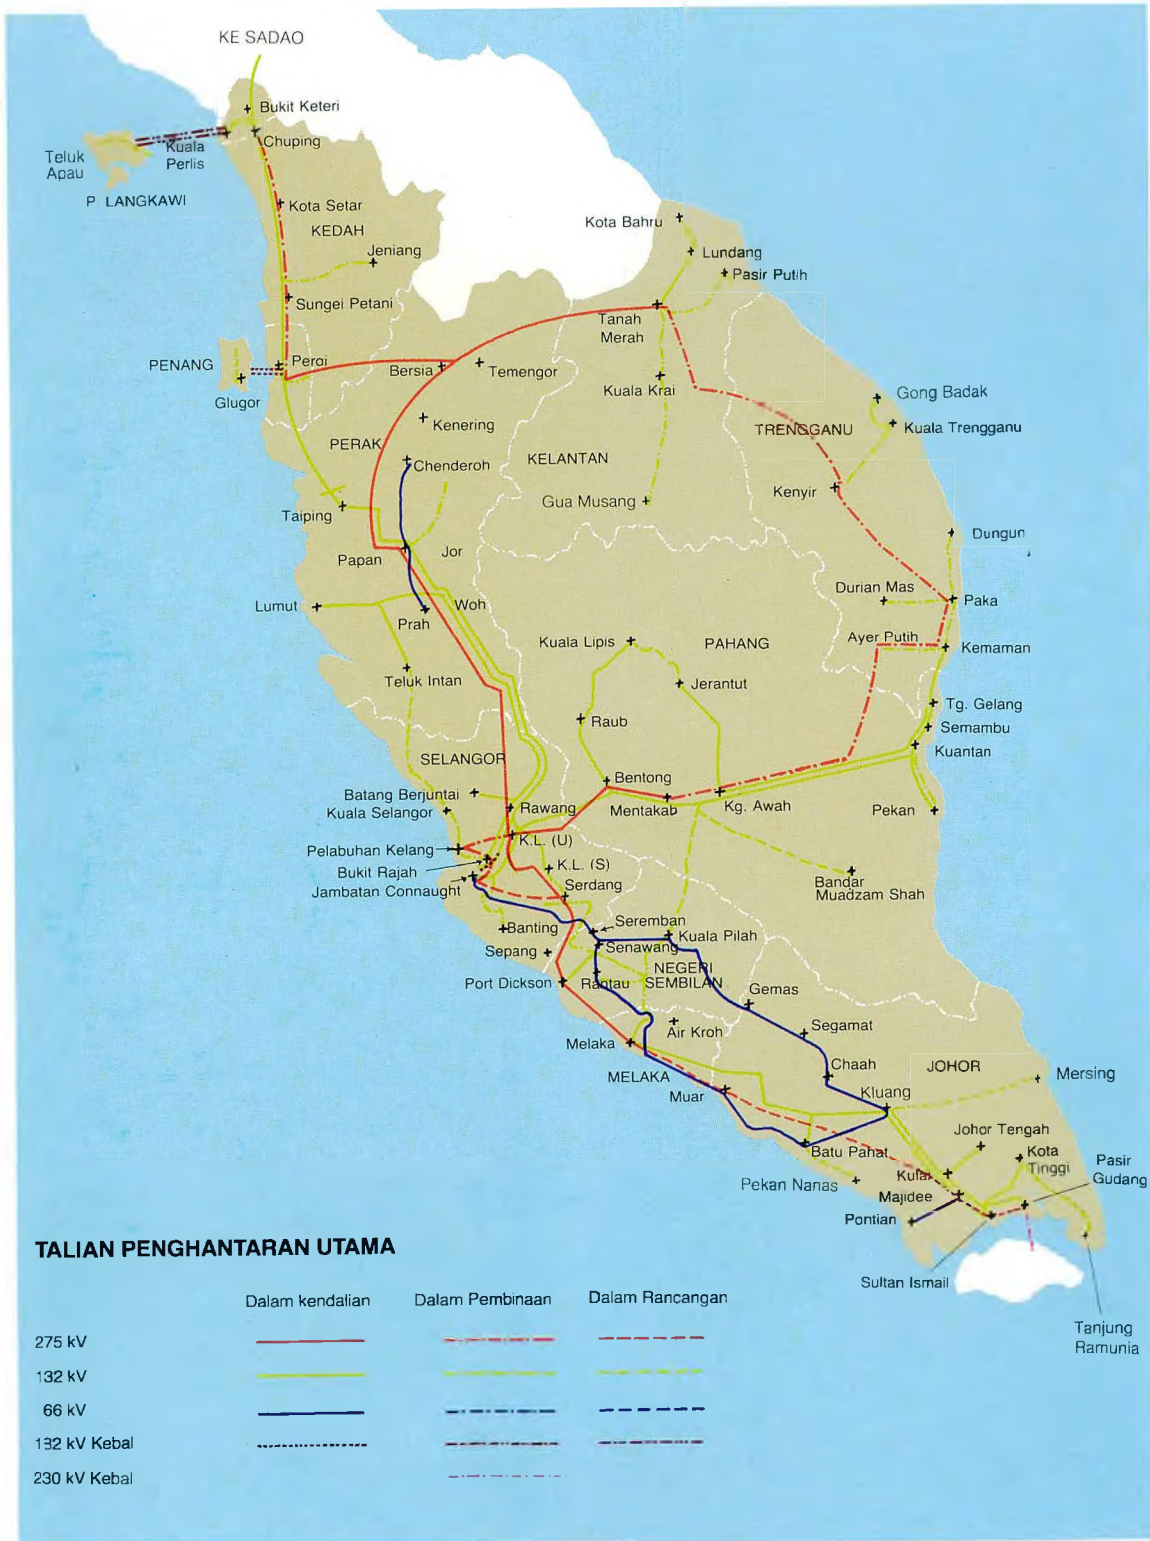 KE SADAO
Bukit Keteri
Chuping
Kuala
Perlis
Teluk
Apau
P LANGKAWI
Kota Setar
KEDAH
Jeniang
Sungei Petani
Kota Bahru
Lundang
Pasir Putih
Tanah
Merah
PENANG
Perai
Bersia
Temengor
Glugor
Kuala Krai
Gong Badak
Kuala Trengganu
TRENGGANU
Kenering
PERAK
Chenderoh
KELANTAN
Kenyir
Gua Musang
Taiping
Dungun
Papan
Jor
Durian Mas
Paka
Lumut
Woh
Prah
Kuala Lipis
PAHANG
Ayer Putih
Kemaman
Teluk Intan
Jerantut
Tg. Gelang
Raub
Semambu
Kuantan
SELANGOR
Bentong
Batang Berjuntai
Rawang
Mentakab
Kg. Awah
Pekan
Kuala Selangor
K.L. (U)
Pelabuhan Kelang
Bukit Rajah
K.L. (S)
Jambatan Connaught
Serdang
Bandar
Muadzam Shah
Banting
Seremban
Kuala Pilah
Sepang
Senawang
NEGERI
SEMBILAN
Port Dickson
Rantau
Gemas
Air Kroh
Segamat
Melaka
Chaah
JOHOR
MELAKA
Mersing
Muar
Kluang
Johor Tengah
Batu Pahat
Kota
Tinggi
Pasir
Gudang
Kulai
Pekan Nanas
Majidee
Pontian
Sultan Ismail
Tanjung
Ramunia
TALIAN PENGHANTARAN UTAMA
Dalam kendalian Dalam Pembinaan Dalam Rancangan
275 kV
132 kV
66 kV
132 kV Kebal
230 kV Kebal